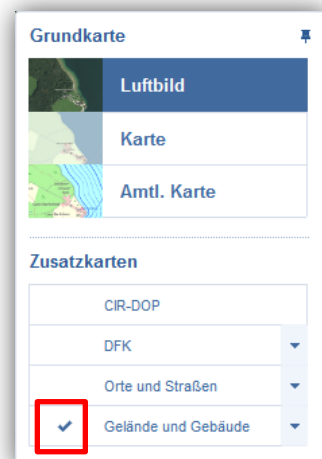 Grundkarte
Luftbild
Karte
Amtl. Karte
Zusatzkarten
CIR-DOP
DFK
Orte und Straßen
Gelände und Gebäude